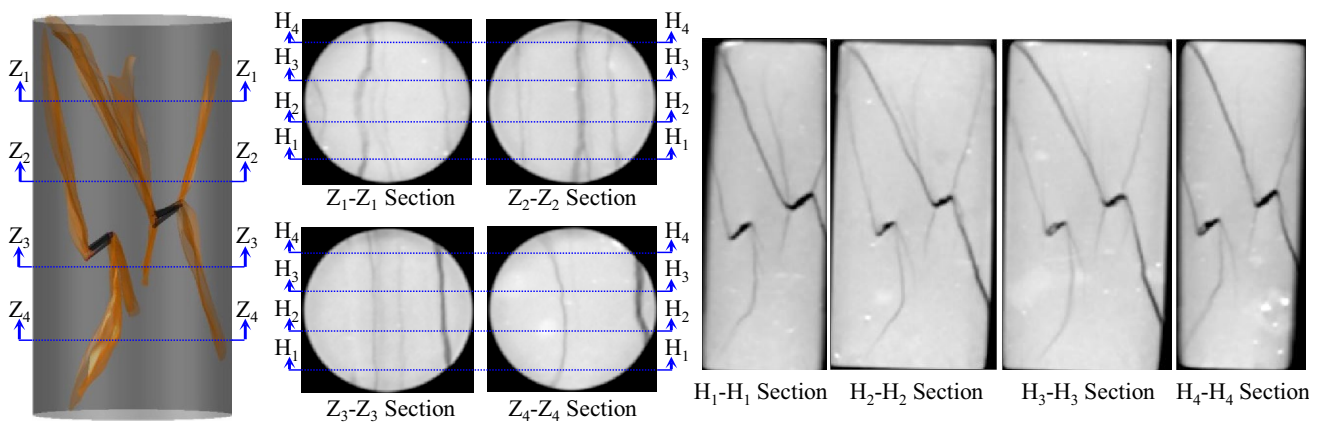 Z₁ Z₁
Z₂ Z₂
Z₃ Z₃
Z₄ Z₄
H₄ H₄
H₃ H₃
H₂ H₂
H₁ H₁
Z₁-Z₁ Section Z₂-Z₂ Section
H₄ H₄
H₃ H₃
H₂ H₂
H₁ H₁
Z₃-Z₃ Section Z₄-Z₄ Section
H₁-H₁ Section H₂-H₂ Section H₃-H₃ Section H₄-H₄ Section